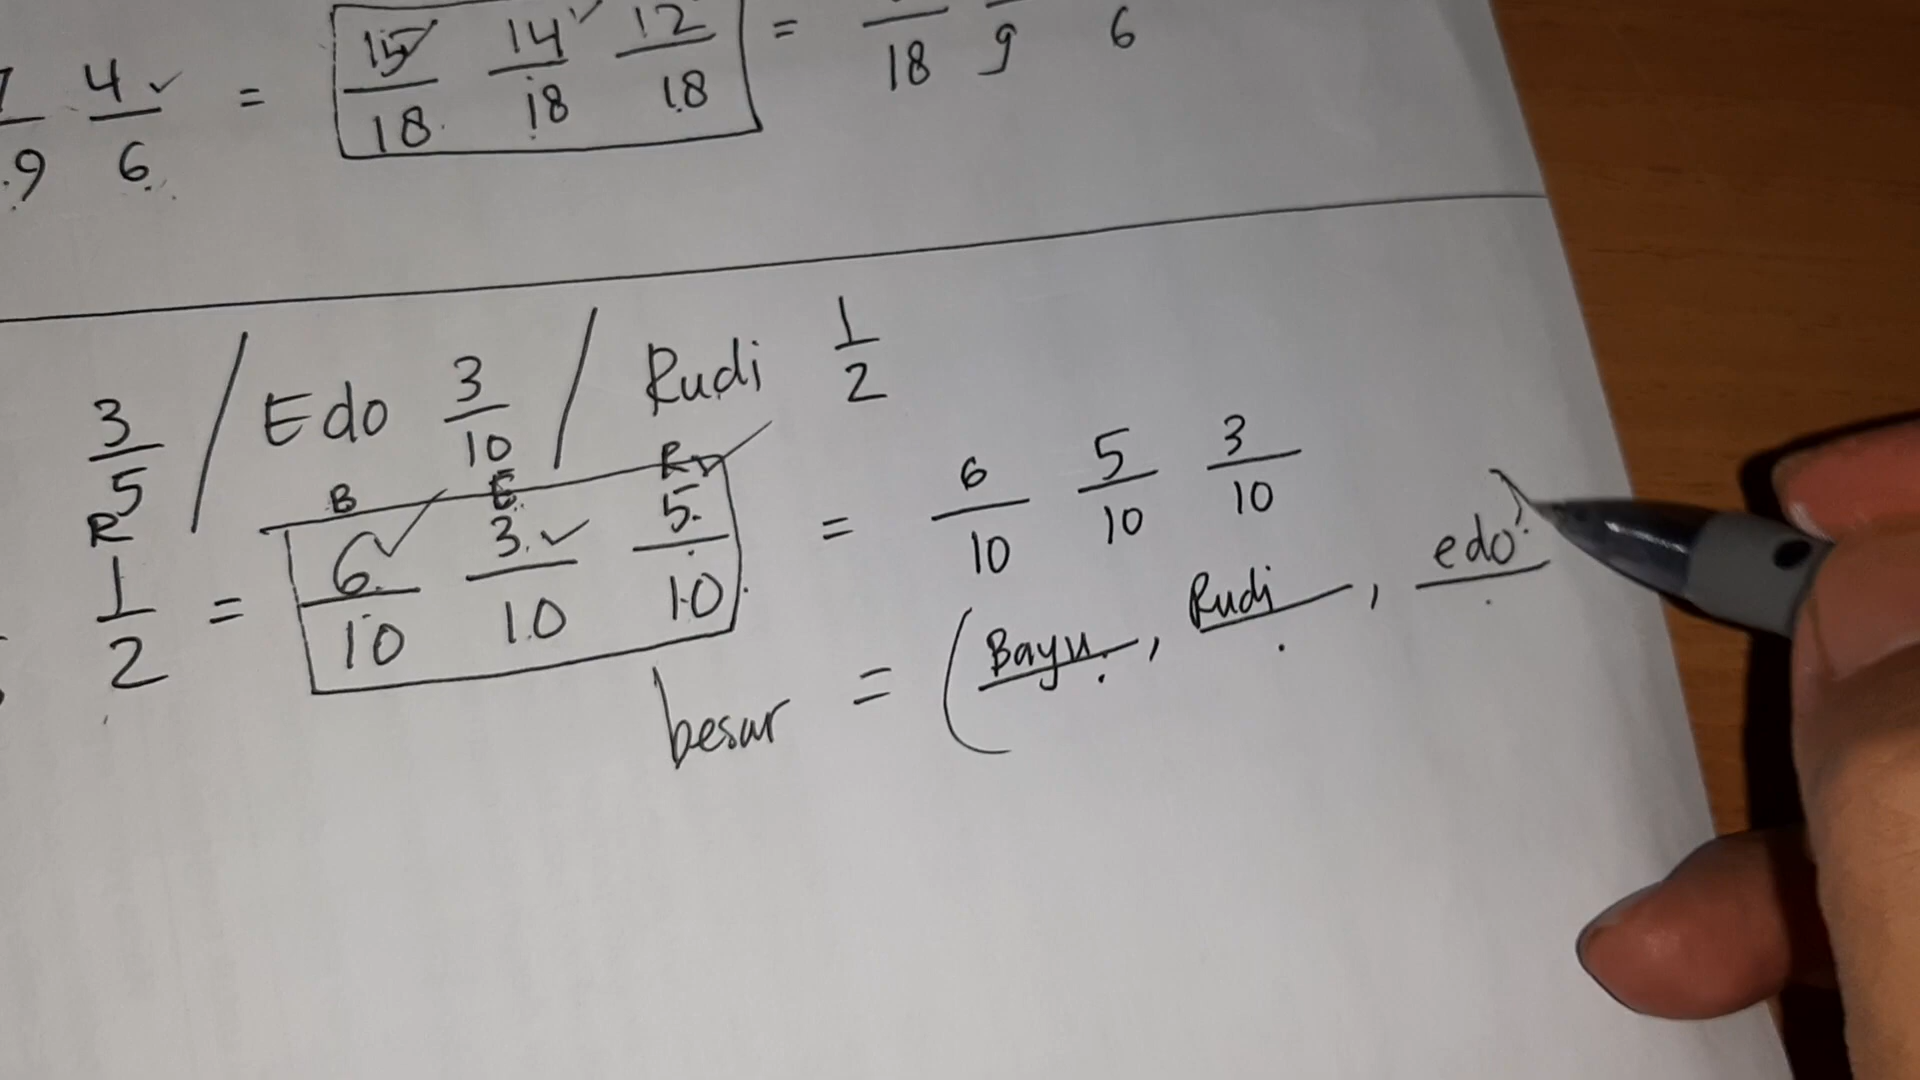 4/6 = 15/18 14/18 12/18 = /18 /9 /6
9
3/5 / Edo 3/10 / Rudi 1/2
R B E R
1/2 = 6/10 3/10 5/10 = 6/10 5/10 3/10
besar = (Bayu, Rudi, edo)